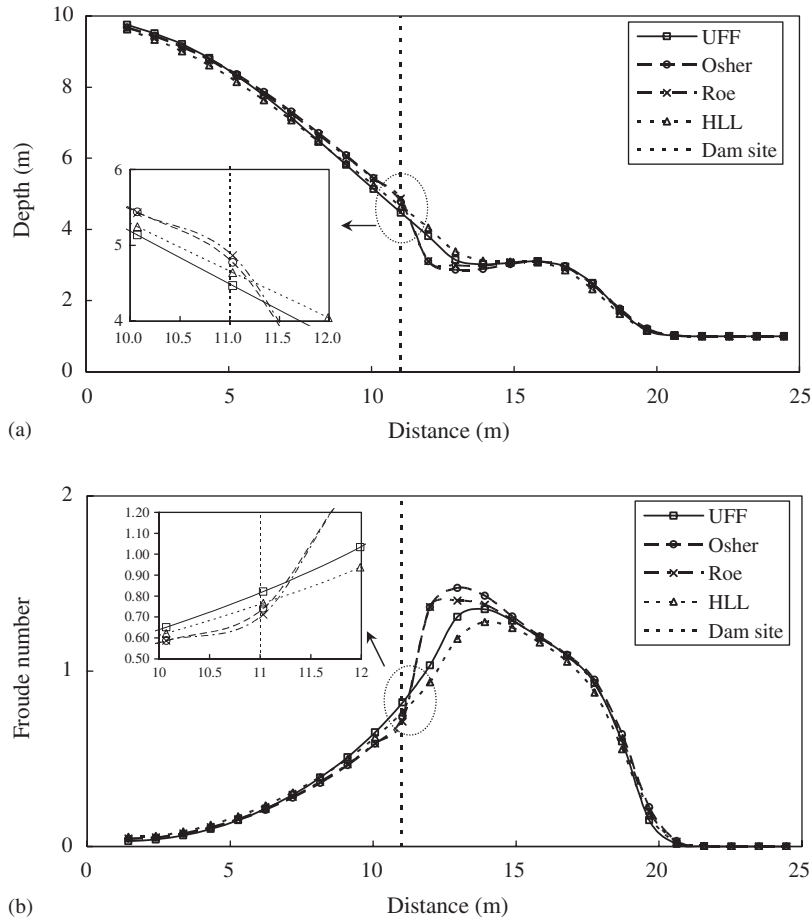 10
8
6
4
2
0
Depth (m)
UFF
Osher
Roe
HLL
Dam site
6
5
4
10.0 10.5 11.0 11.5 12.0
0 5 10 15 20 25
(a)
Distance (m)
2
1
0
Froude number
1.20
1.10
1.00
0.90
0.80
0.70
0.60
0.50
10 10.5 11 11.5 12
UFF
Osher
Roe
HLL
Dam site
0 5 10 15 20 25
(b)
Distance (m)